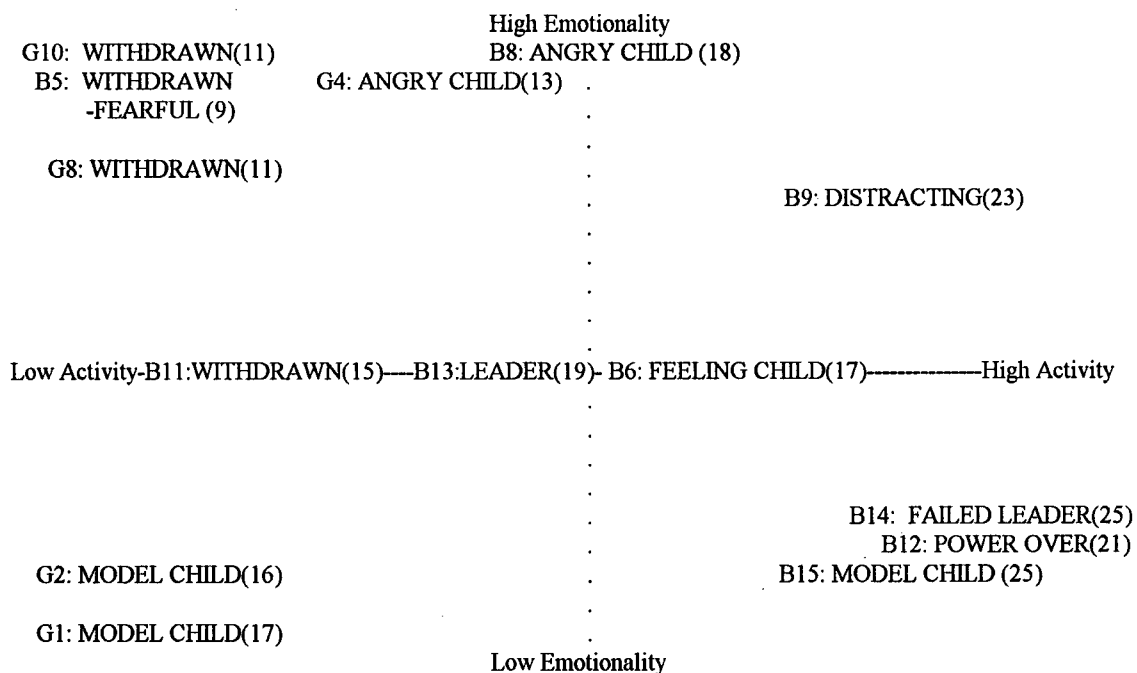 High Emotionality
G10: WITHDRAWN(11) B8: ANGRY CHILD (18)
B5: WITHDRAWN G4: ANGRY CHILD(13)
-FEARFUL (9)
G8: WITHDRAWN(11)
B9: DISTRACTING(23)
Low Activity-B11:WITHDRAWN(15)----B13:LEADER(19)- B6: FEELING CHILD(17)---------------High Activity
B14: FAILED LEADER(25)
B12: POWER OVER(21)
G2: MODEL CHILD(16) B15: MODEL CHILD (25)
G1: MODEL CHILD(17)
Low Emotionality